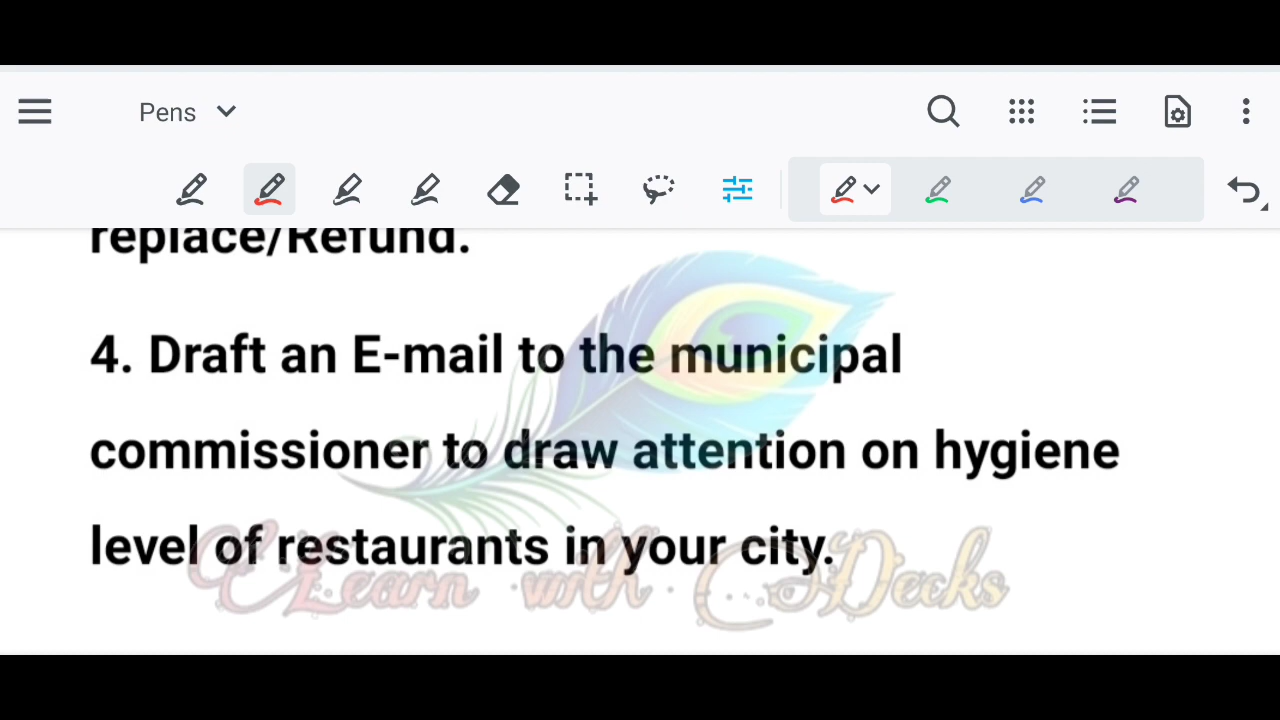 Pens
replace/Refund.
4. Draft an E-mail to the municipal
commissioner to draw attention on hygiene
level of restaurants in your city.
Learn with Decks